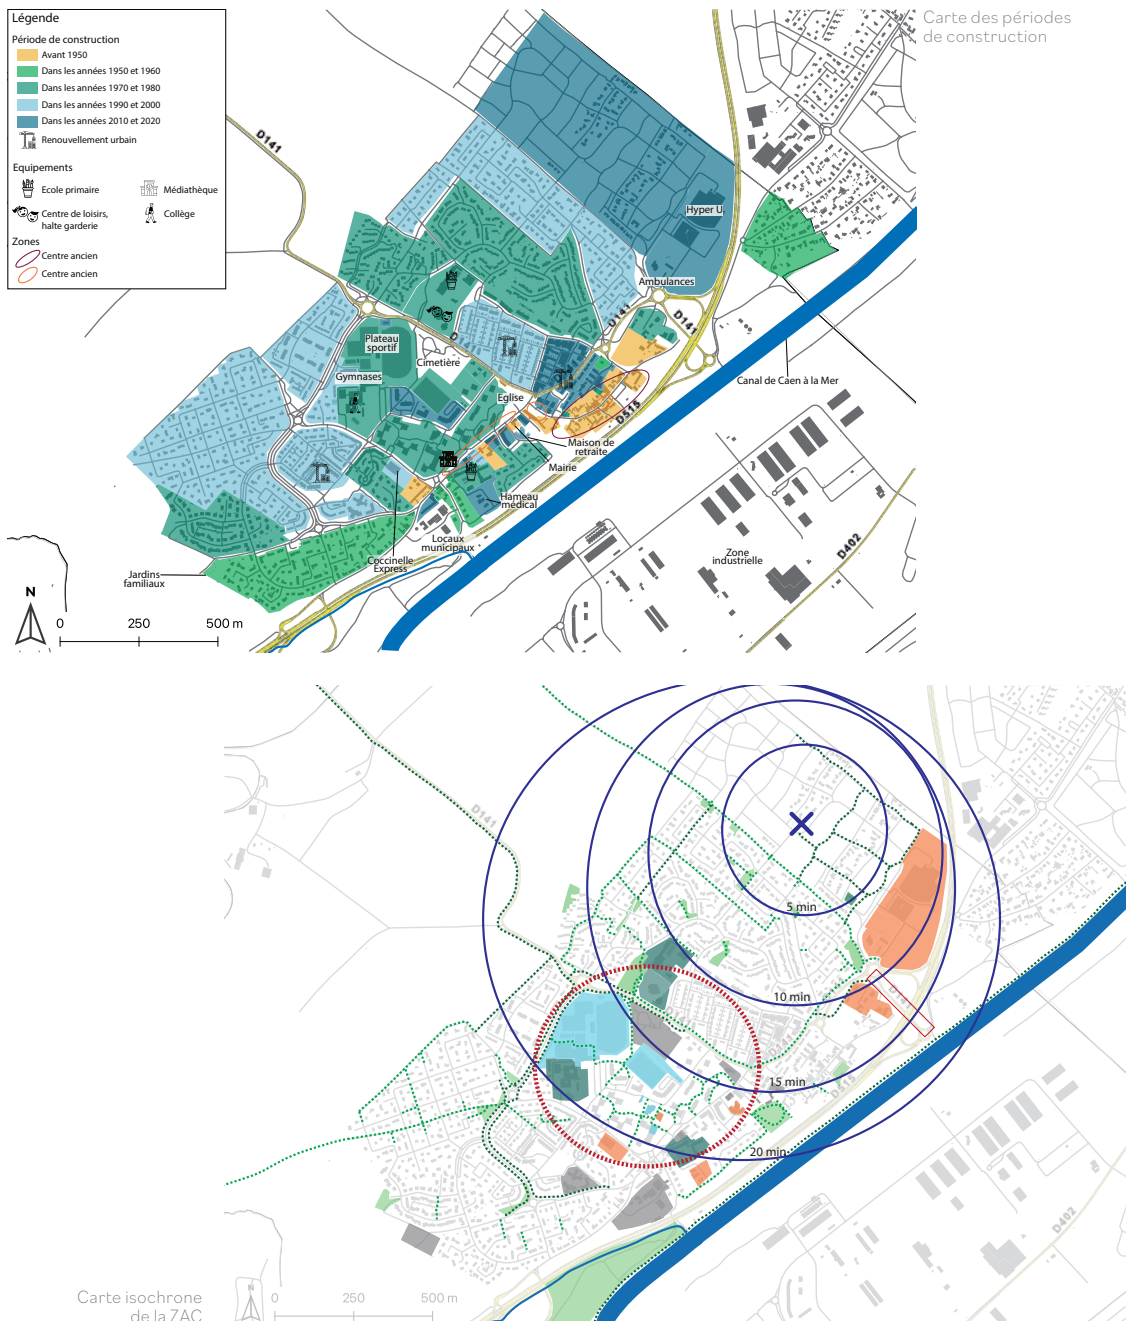 Légende
Période de construction
Avant 1950
Dans les années 1950 et 1960
Dans les années 1970 et 1980
Dans les années 1990 et 2000
Dans les années 2010 et 2020
Renouvellement urbain
Equipements
Ecole primaire
Médiathèque
Centre de loisirs,
halte garderie
Collège
Zones
Centre ancien
Centre ancien
Carte des périodes
de construction
D141
Hyper U
Ambulances
D141
D141
D
Plateau
sportif
Cimetière
Gymnases
Canal de Caen à la Mer
Eglise
D515
Maison de
retraite
Mairie
Hameau
médical
Locaux
municipaux
Coccinelle
Express
Zone
industrielle
D402
Jardins
familiaux
N
0 250 500 m
D141
5 min
10 min
D141
15 min
D515
20 min
D402
Carte isochrone
de la ZAC
N
0 250 500 m